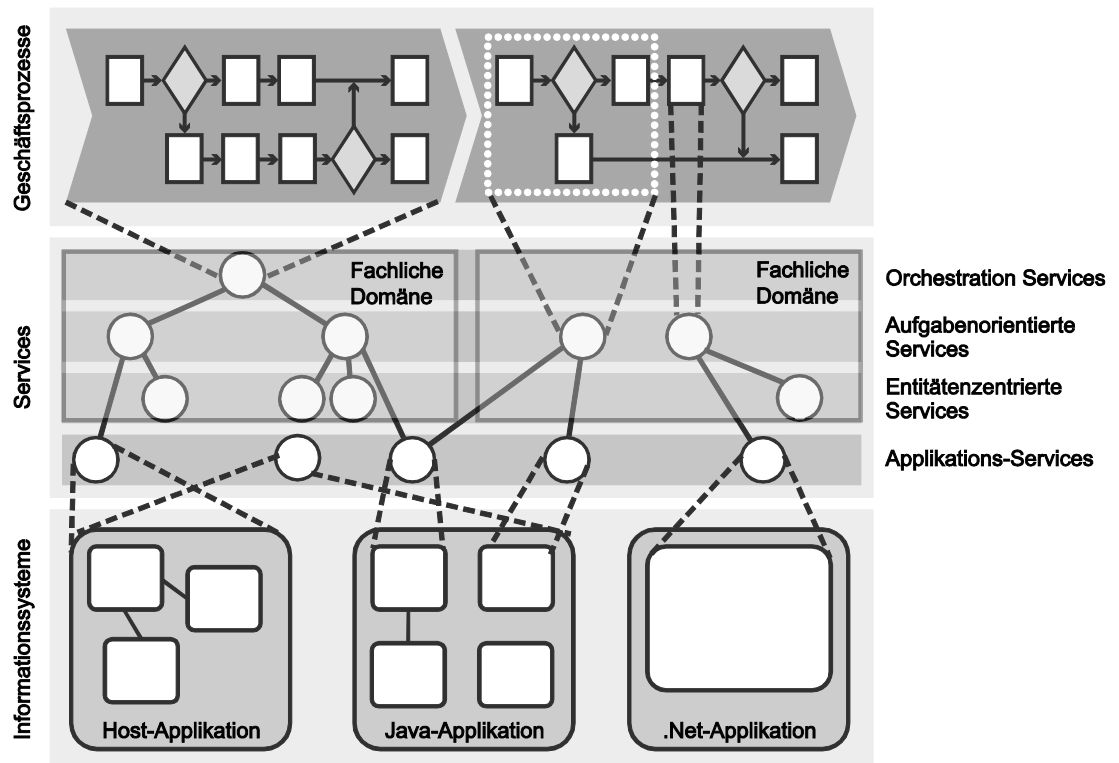 Geschäftsprozesse
Fachliche
Domäne
Fachliche
Domäne
Services
Orchestration Services
Aufgabenorientierte
Services
Entitätenzentrierte
Services
Applikations-Services
Informationssysteme
Host-Applikation
Java-Applikation
.Net-Applikation